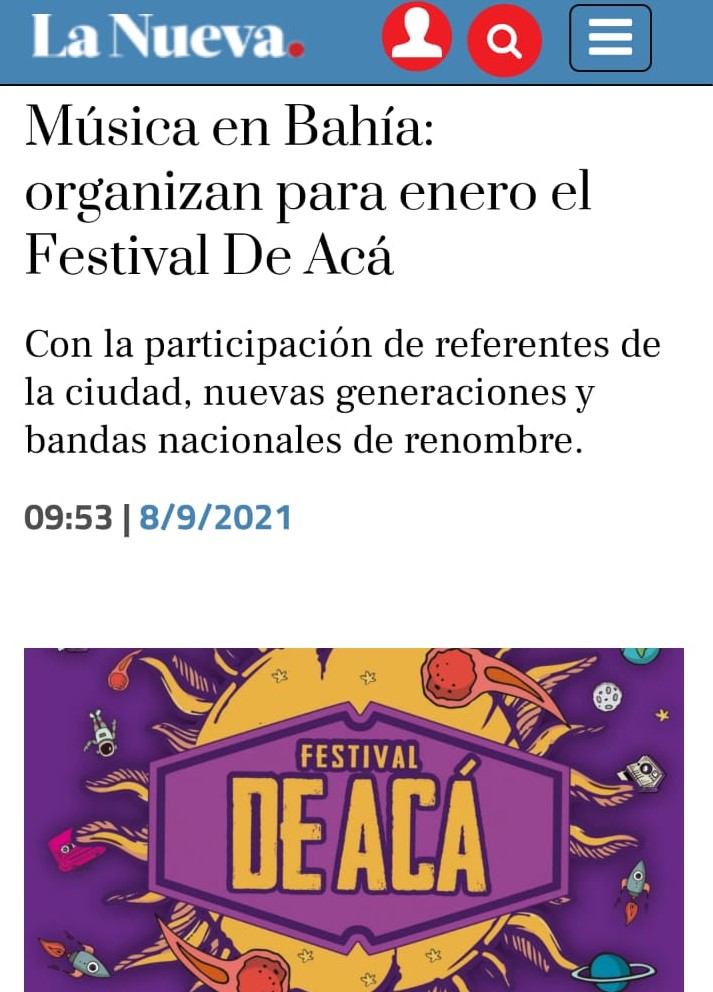 La Nueva.
Música en Bahía:
organizan para enero el
Festival De Acá
Con la participación de referentes de
la ciudad, nuevas generaciones y
bandas nacionales de renombre.
09:53 | 8/9/2021
FESTIVAL
DE ACÁ